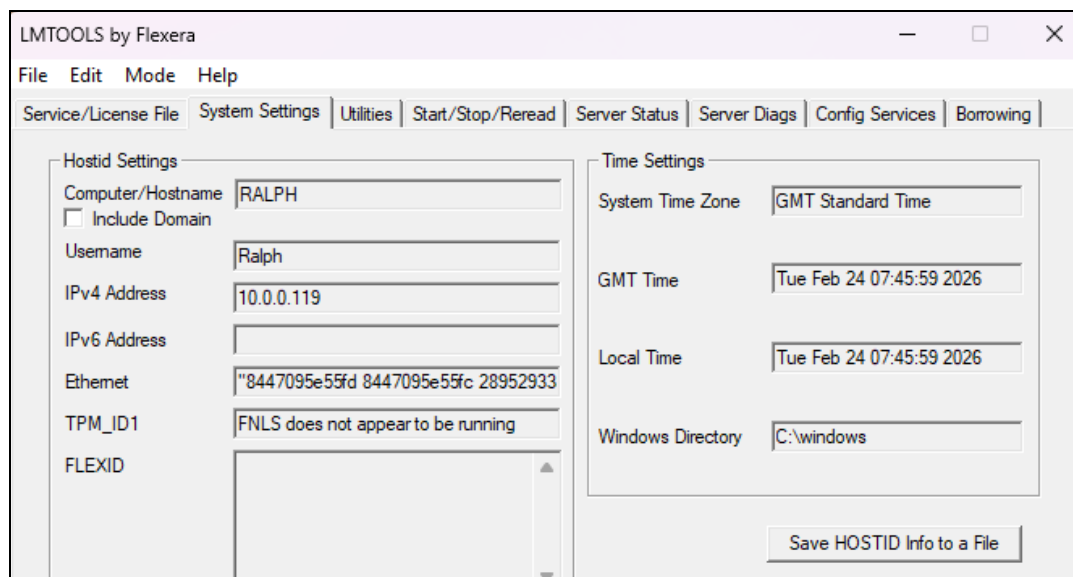 LMTOOLS by Flexera
File Edit Mode Help
Service/License File System Settings Utilities Start/Stop/Reread Server Status Server Diags Config Services Borrowing
Hostid Settings
Computer/Hostname RALPH
Include Domain
Username Ralph
IPv4 Address 10.0.0.119
IPv6 Address
Ethernet "8447095e55fd 8447095e55fc 28952933
TPM_ID1 FNLS does not appear to be running
FLEXID
Time Settings
System Time Zone GMT Standard Time
GMT Time Tue Feb 24 07:45:59 2026
Local Time Tue Feb 24 07:45:59 2026
Windows Directory C:\windows
Save HOSTID Info to a File